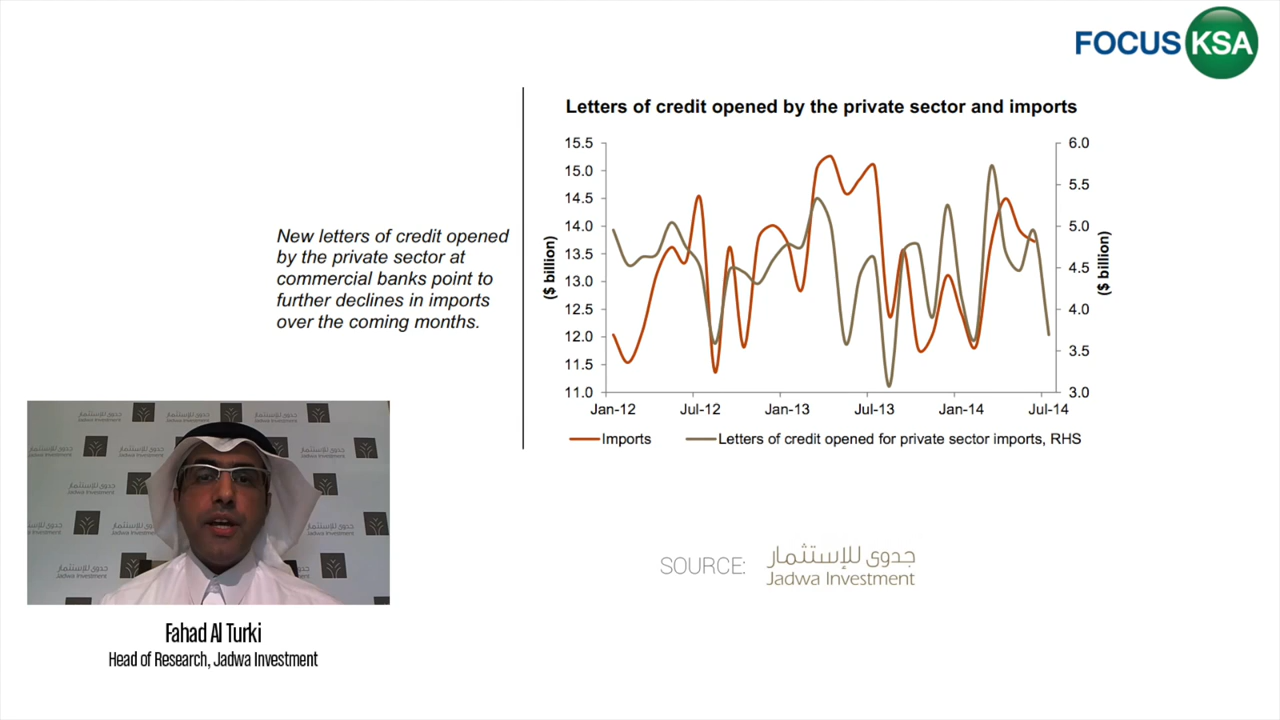 FOCUS KSA
Letters of credit opened by the private sector and imports
New letters of credit opened
by the private sector at
commercial banks point to
further declines in imports
over the coming months.
($ billion)
15.5
15.0
14.5
14.0
13.5
13.0
12.5
12.0
11.5
11.0
6.0
5.5
5.0
4.5
4.0
3.5
3.0
($ billion)
Jan-12 Jul-12 Jan-13 Jul-13 Jan-14 Jul-14
Imports Letters of credit opened for private sector imports, RHS
جدوى للإستثمار
Jadwa Investment
SOURCE:
جدوى للإستثمار
Jadwa Investment
Fahad Al Turki
Head of Research, Jadwa Investment